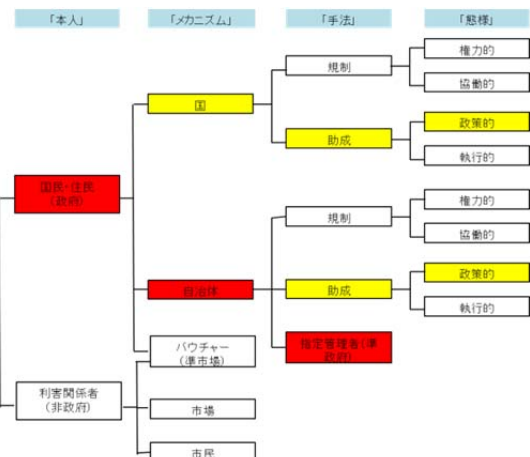 「本人」
「メカニズム」
「手法」
「態様」
国民・住民
(政府)
国
規制
権力的
協働的
助成
政策的
執行的
自治体
規制
権力的
協働的
助成
政策的
執行的
指定管理者(準
政府)
バウチャー
(準市場)
利害関係者
(非政府)
市場
市民